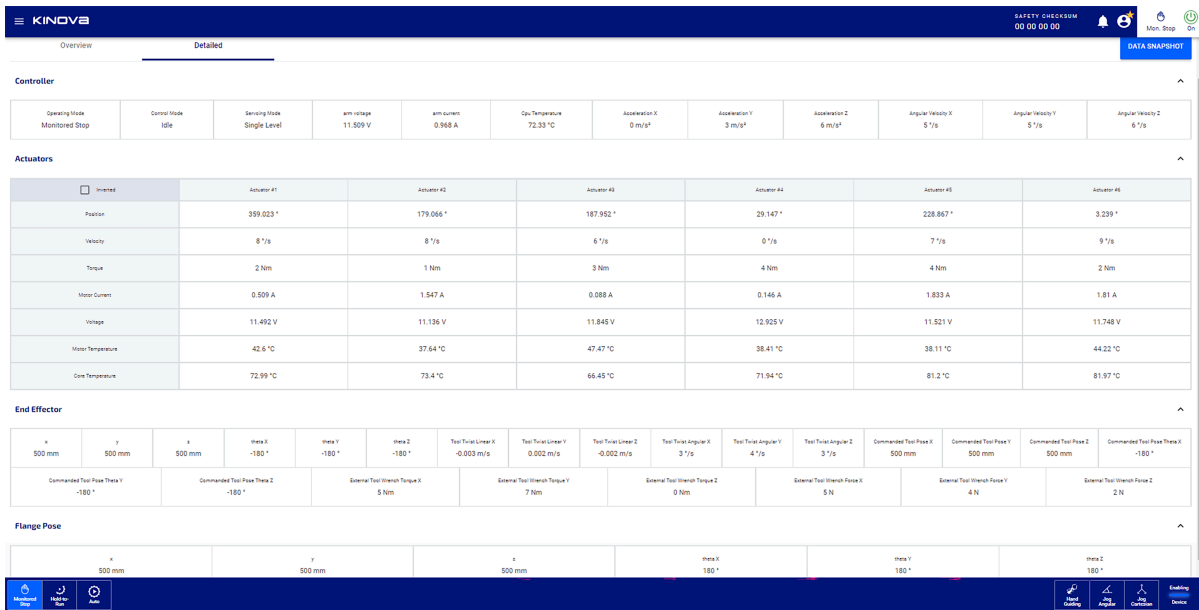 KINOVA
SAFETY CHECKSUM
00 00 00 00
Mon. Stop
On
Overview
Detailed
DATA SNAPSHOT
Controller
Operating Mode Control Mode Servoing Mode arm voltage arm current Cpu Temperature Acceleration X Acceleration Y Acceleration Z Angular Velocity X Angular Velocity Y Angular Velocity Z
Monitored Stop Idle Single Level 11.509 V 0.968 A 72.33 °C 0 m/s² 3 m/s² 6 m/s² 5 °/s 5 °/s 6 °/s
Actuators
Inverted Actuator #1 Actuator #2 Actuator #3 Actuator #4 Actuator #5 Actuator #6
Position 359.023 ° 179.066 ° 187.952 ° 29.147 ° 228.867 ° 3.239 °
Velocity 8 °/s 8 °/s 6 °/s 0 °/s 7 °/s 9 °/s
Torque 2 Nm 1 Nm 3 Nm 4 Nm 4 Nm 2 Nm
Motor Current 0.509 A 1.547 A 0.088 A 0.146 A 1.833 A 1.81 A
Voltage 11.492 V 11.136 V 11.845 V 12.925 V 11.521 V 11.748 V
Motor Temperature 42.6 °C 37.64 °C 47.47 °C 38.41 °C 38.11 °C 44.22 °C
Core Temperature 72.99 °C 73.4 °C 66.45 °C 71.94 °C 81.2 °C 81.97 °C
End Effector
x y z theta X theta Y theta Z Tool Twist Linear X Tool Twist Linear Y Tool Twist Linear Z Tool Twist Angular X Tool Twist Angular Y Tool Twist Angular Z Commanded Tool Pose X Commanded Tool Pose Y Commanded Tool Pose Z Commanded Tool Pose Theta X
500 mm 500 mm 500 mm -180 ° -180 ° -180 ° -0.003 m/s 0.002 m/s -0.002 m/s 3 °/s 4 °/s 3 °/s 500 mm 500 mm 500 mm -180 °
Commanded Tool Pose Theta Y Commanded Tool Pose Theta Z External Tool Wrench Torque X External Tool Wrench Torque Y External Tool Wrench Torque Z External Tool Wrench Force X External Tool Wrench Force Y External Tool Wrench Force Z
-180 ° -180 ° 5 Nm 7 Nm 0 Nm 5 N 4 N 2 N
Flange Pose
x y z theta X theta Y theta Z
500 mm 500 mm 500 mm 180 ° 180 ° 180 °
Monitored Stop
Hold-to-Run
Auto
Hand Guiding
Jog Angular
Jog Cartesian
Enabling Device